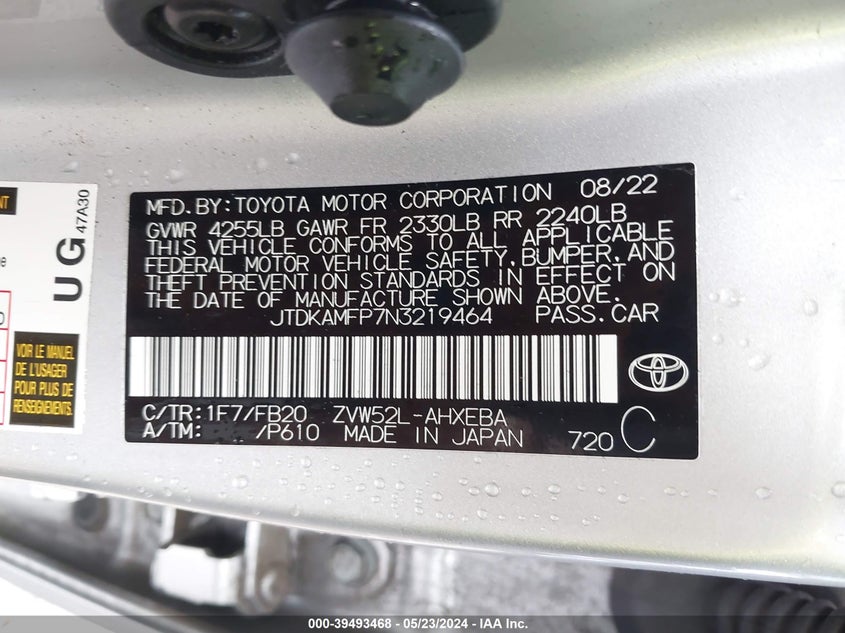 NT
47A30
UG
e
D
VOIR LE MANUEL
DE L'USAGER
POUR PLUS DE
RENSEIGNEMENTS
MFD. BY: TOYOTA MOTOR CORPORATION 08/22
GVWR 4255LB GAWR FR 2330LB RR 2240LB
THIS VEHICLE CONFORMS TO ALL APPLICABLE
FEDERAL MOTOR VEHICLE SAFETY, BUMPER, AND
THEFT PREVENTION STANDARDS IN EFFECT ON
THE DATE OF MANUFACTURE SHOWN ABOVE.
JTDKAMFP7N3219464 PASS. CAR
C/TR: 1F7/FB20 ZVW52L-AHXEBA
A/TM: /P610 MADE IN JAPAN 720 C
000-39493468 - 05/23/2024 - IAA Inc.